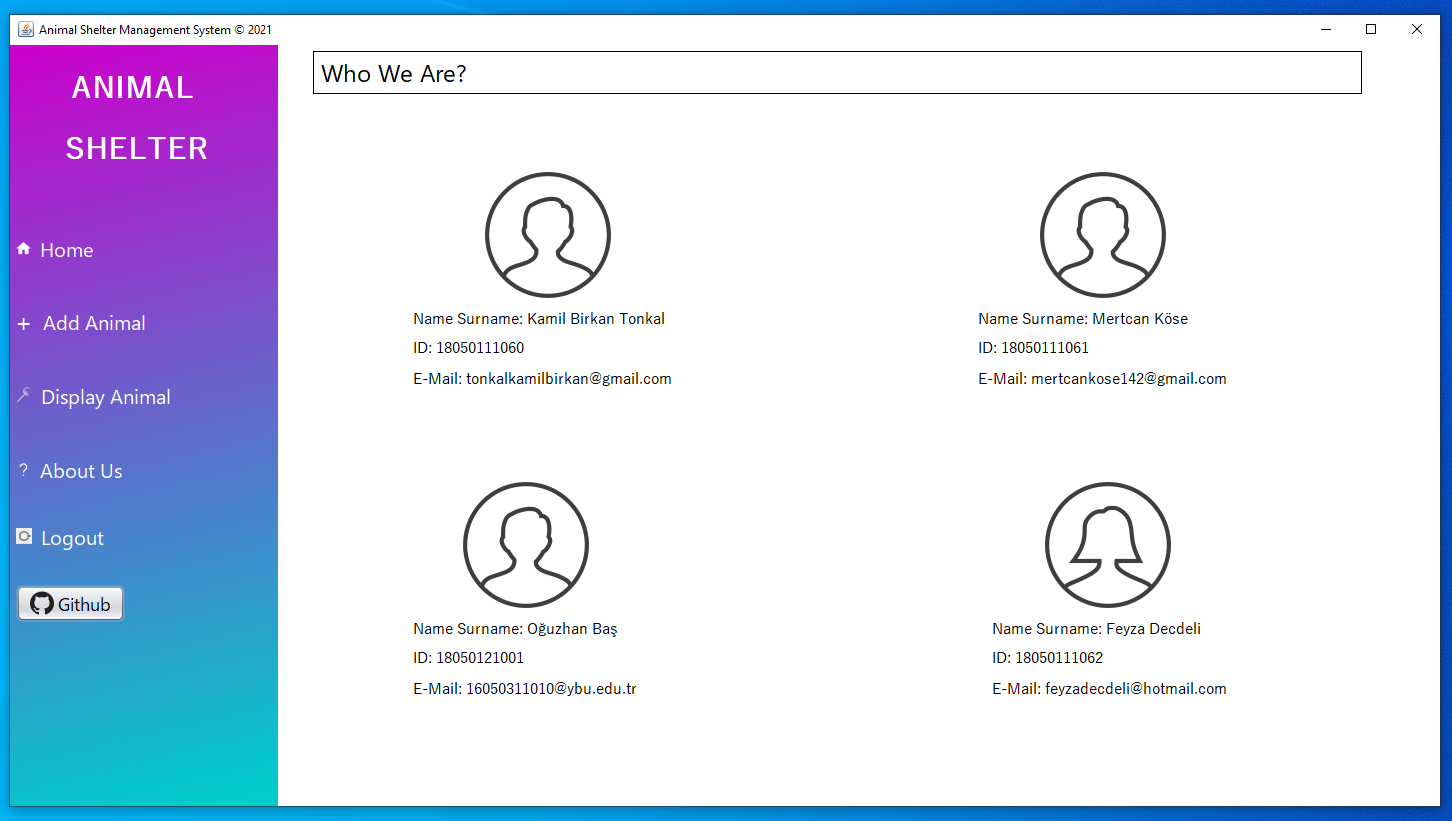 Animal Shelter Management System © 2021
ANIMAL
SHELTER
Home
+ Add Animal
Display Animal
? About Us
Logout
Github
Who We Are?
Name Surname: Kamil Birkan Tonkal
ID: 18050111060
E-Mail: tonkalkamilbirkan@gmail.com
Name Surname: Mertcan Köse
ID: 18050111061
E-Mail: mertcankose142@gmail.com
Name Surname: Oğuzhan Baş
ID: 18050121001
E-Mail: 16050311010@ybu.edu.tr
Name Surname: Feyza Decdeli
ID: 18050111062
E-Mail: feyzadecdeli@hotmail.com